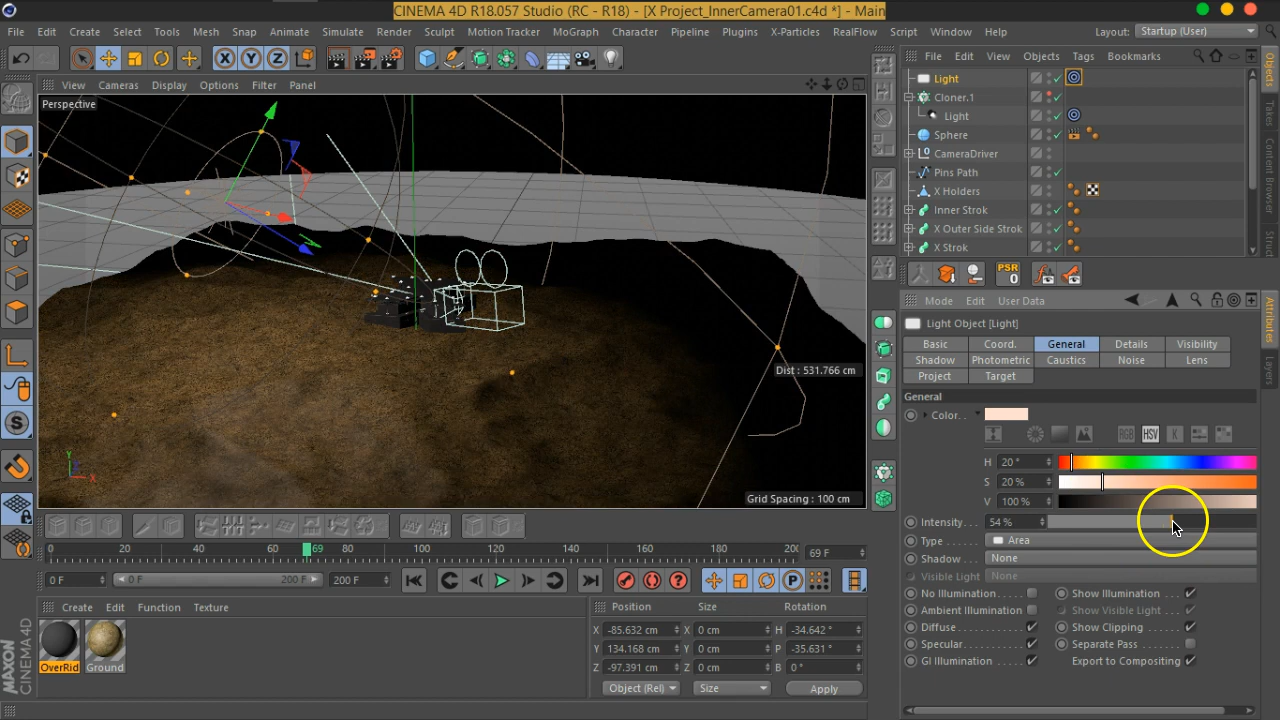 CINEMA 4D R18.057 Studio (RC - R18) - [X Project_InnerCamera01.c4d *] - Main
File Edit Create Select Tools Mesh Snap Animate Simulate Render Sculpt Motion Tracker MoGraph Character Pipeline Plugins X-Particles RealFlow Script Window Help Layout: Startup (User)
X Y Z
File Edit View Objects Tags Bookmarks
View Cameras Display Options Filter Panel
Perspective
Light
Cloner.1
Light
Sphere
CameraDriver
Pins Path
X Holders
Inner Strok
X Outer Side Strok
X Strok
PSR
0
Objects
Takes
Content Browser
Struct
Mode Edit User Data
Attributes
Layers
Light Object [Light]
Basic Coord. General Details Visibility
Shadow Photometric Caustics Noise Lens
Project Target
General
Color. .
RGB HSV K
H 20 °
S 20 %
V 100 %
Intensity. . . 54 %
Type . . . . . Area
Shadow. . . . None
Visible Light None
No Illumination. . . . . Show Illumination . . .
Ambient Illumination Show Visible Light .
Diffuse . . . . . . . . . . . Show Clipping . . . . .
Specular. . . . . . . . . . Separate Pass . . . . .
GI Illumination . . . . . Export to Compositing
Dist : 531.766 cm
Y
Z
X
Grid Spacing : 100 cm
S
0 20 40 60 69 80 100 120 140 160 180 200 69 F
0 F 0 F 200 F 200 F
P
Create Edit Function Texture
OverRid Ground
Position Size Rotation
X -85.632 cm X 0 cm H -34.642 °
Y 134.168 cm Y 0 cm P -35.631 °
Z -97.391 cm Z 0 cm B 0 °
Object (Rel) Size Apply
MAXON
CINEMA 4D